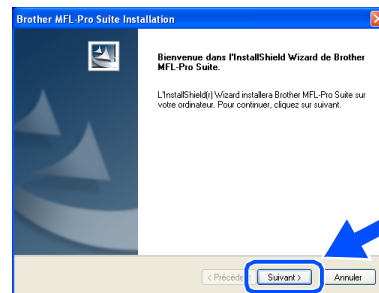 Brother MFL-Pro Suite Installation
Bienvenue dans l'InstallShield Wizard de Brother
MFL-Pro Suite.
L'InstallShield(r) Wizard installera Brother MFL-Pro Suite sur
votre ordinateur. Pour continuer, cliquez sur suivant.
< Précéde
Suivant >
Annuler